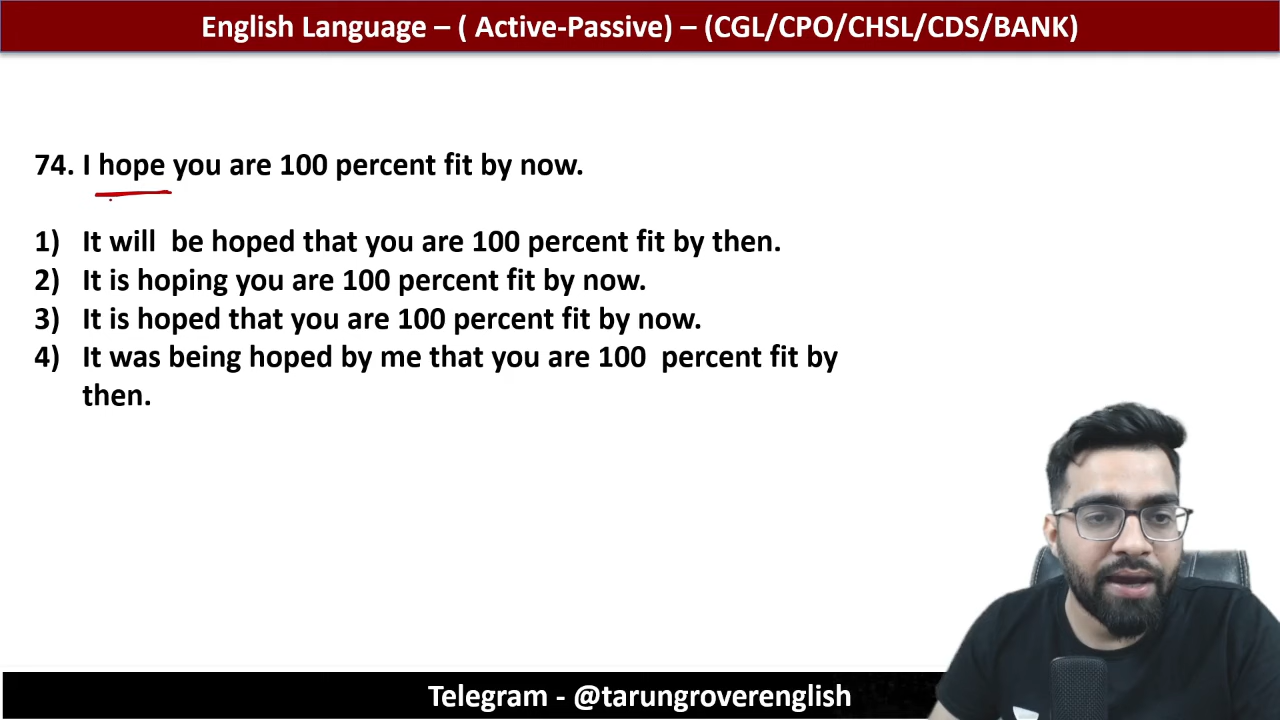 English Language – ( Active-Passive) – (CGL/CPO/CHSL/CDS/BANK)
74. I hope you are 100 percent fit by now.
1) It will be hoped that you are 100 percent fit by then.
2) It is hoping you are 100 percent fit by now.
3) It is hoped that you are 100 percent fit by now.
4) It was being hoped by me that you are 100 percent fit by
then.
Telegram - @tarungroverenglish